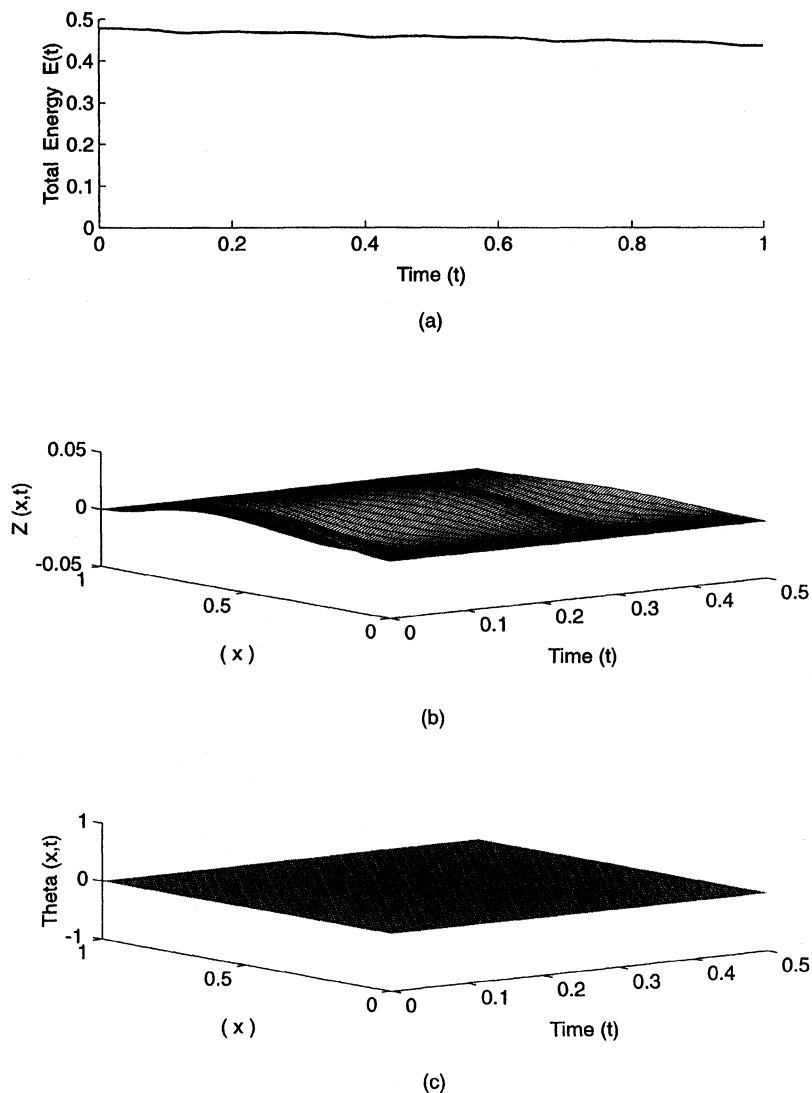 Total Energy E(t)
0.5
0.4
0.3
0.2
0.1
0
0 0.2 0.4 0.6 0.8 1
Time (t)
(a)
Z (x,t)
0.05
0
-0.05
1
0.5
0
0 0.1 0.2 0.3 0.4 0.5
( x )
Time (t)
(b)
Theta (x,t)
1
0
-1
1
0.5
0
0 0.1 0.2 0.3 0.4 0.5
( x )
Time (t)
(c)